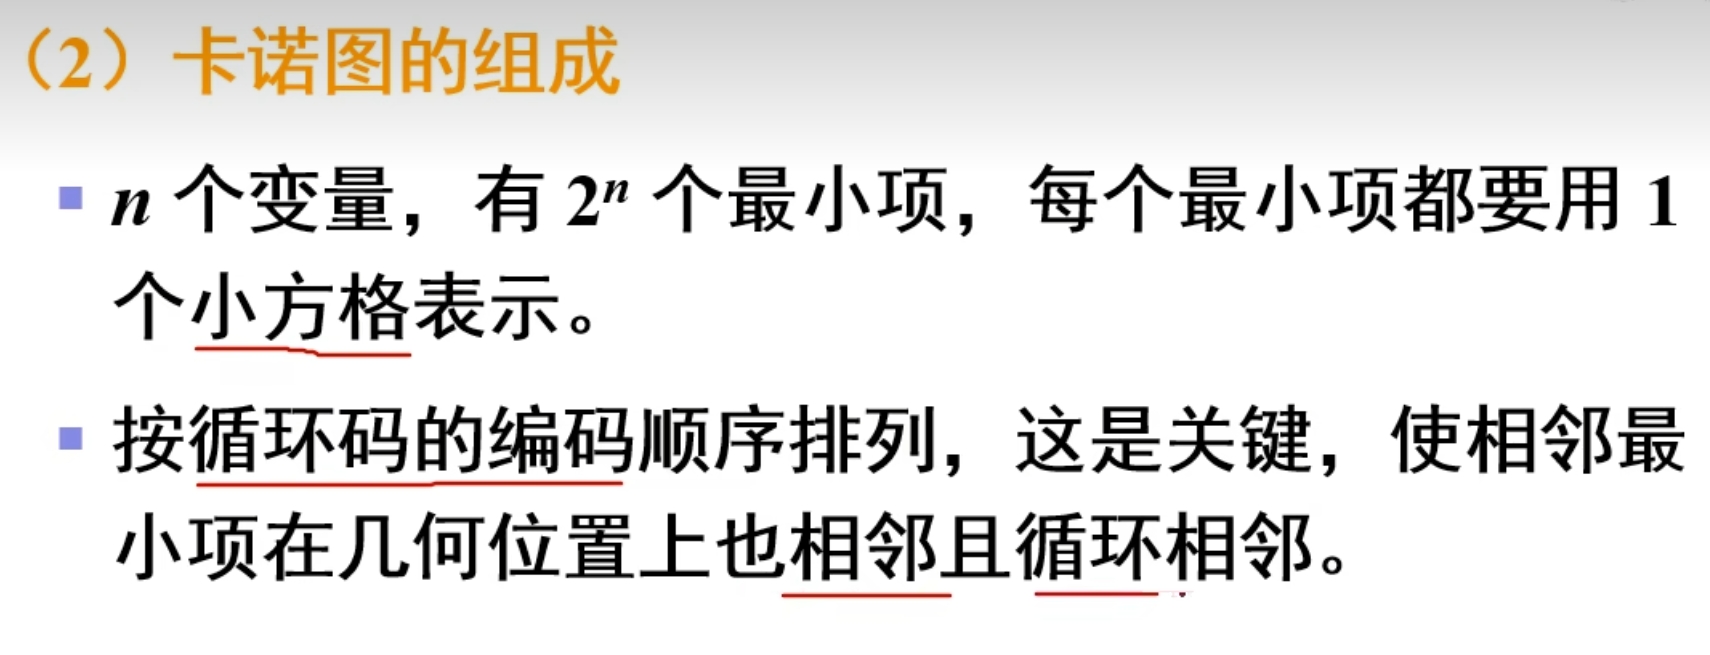 （2）卡诺图的组成
n 个变量，有 2ⁿ 个最小项，每个最小项都要用 1
个小方格表示。
按循环码的编码顺序排列，这是关键，使相邻最
小项在几何位置上也相邻且循环相邻。